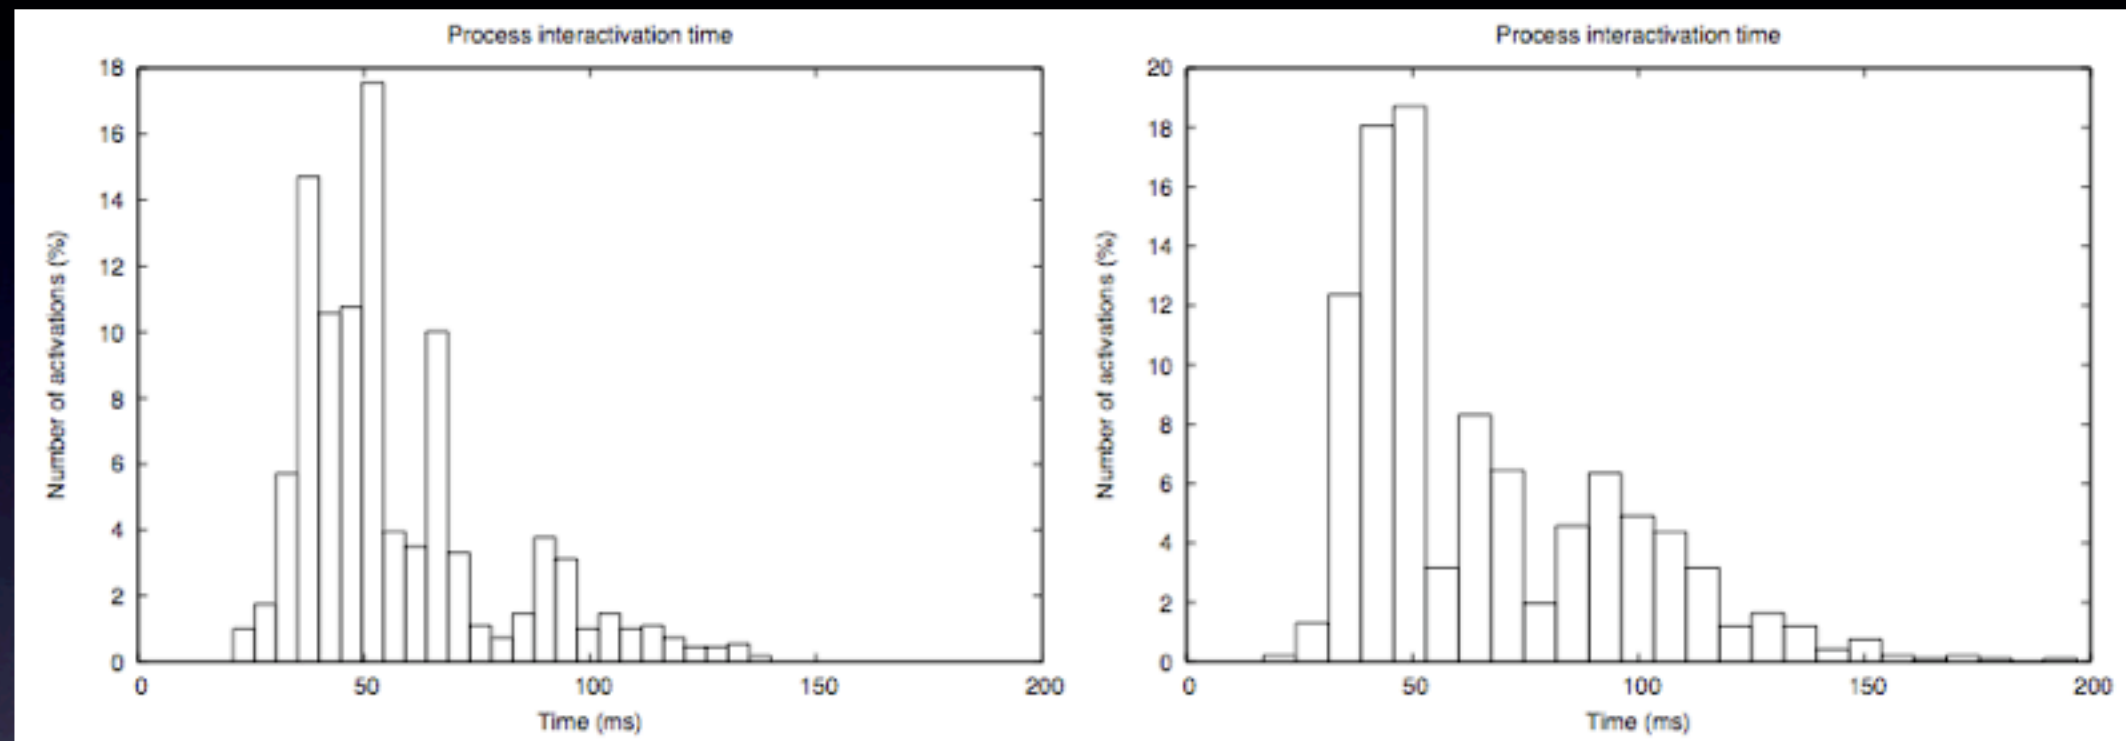 Process interactivation time
18
16
14
12
10
8
6
4
2
0
Number of activations (%)
0 50 100 150 200
Time (ms)
Process interactivation time
20
18
16
14
12
10
8
6
4
2
0
Number of activations (%)
0 50 100 150 200
Time (ms)